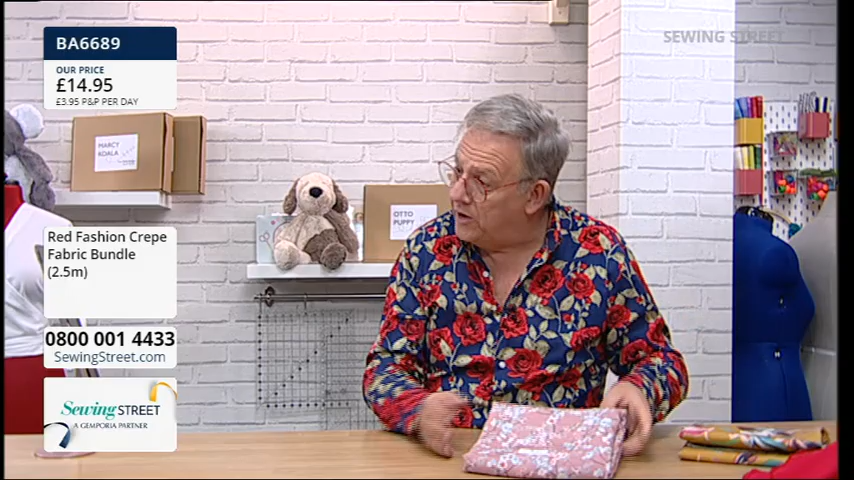 BA6689
OUR PRICE
£14.95
£3.95 P&P PER DAY
SEWING STREET
MARCY
KOALA
OTTO
PUPPY
Red Fashion Crepe
Fabric Bundle
(2.5m)
0800 001 4433
SewingStreet.com
Sewing STREET
A GEMPORIA PARTNER